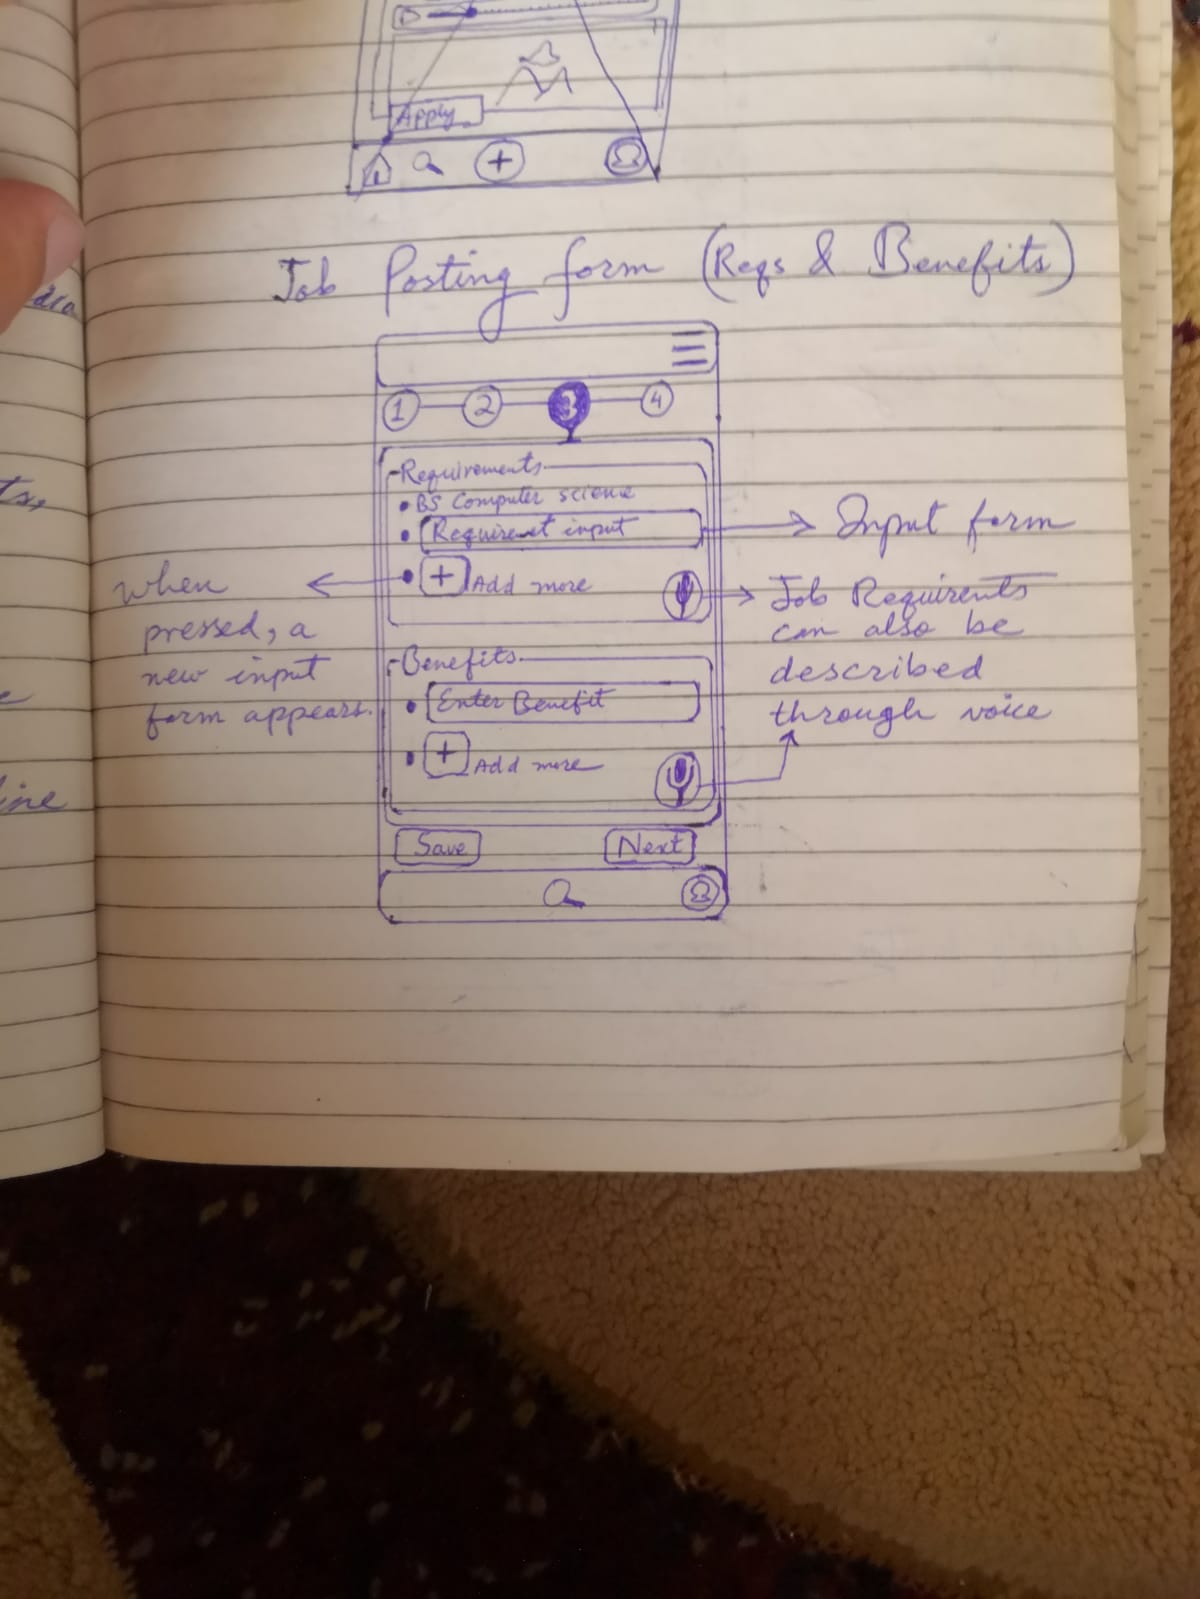 Apply
Job Posting form (Reqs & Benefits)
1 2 3 4
Requirements
BS Computer science
Requiremet input
Input form
+ Add more
when
pressed, a
new input
form appears.
Job Requirents
can also be
described
through voice
Benefits
Enter Benefit
+ Add more
Save Next